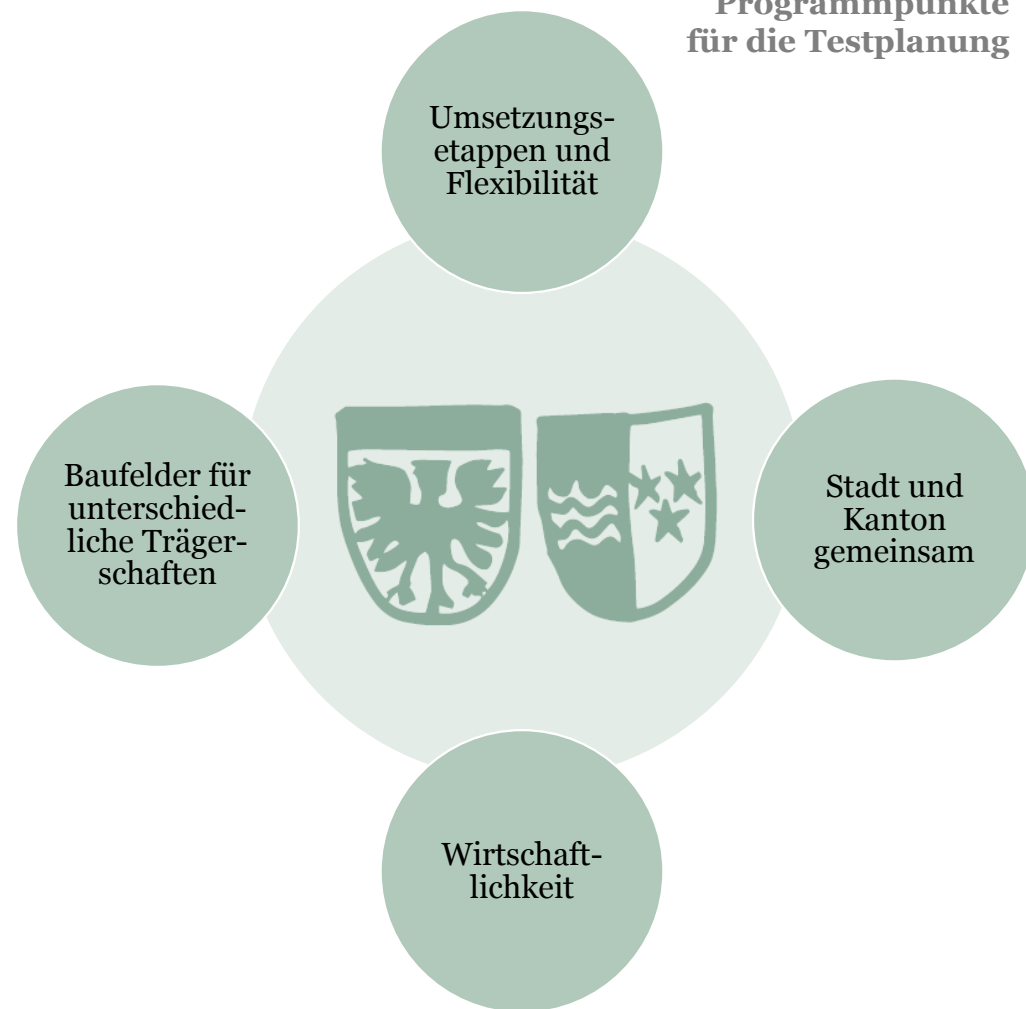 Programmpunkte
für die Testplanung
Umsetzungs-
etappen und
Flexibilität
Baufelder für
unterschied-
liche Träger-
schaften
Stadt und
Kanton
gemeinsam
Wirtschaft-
lichkeit